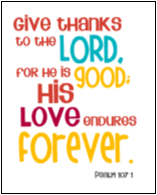 Give thanks
to the LORD,
for He is GOOD;
HIS
LOVE endures
forever.
Psalm 107 1